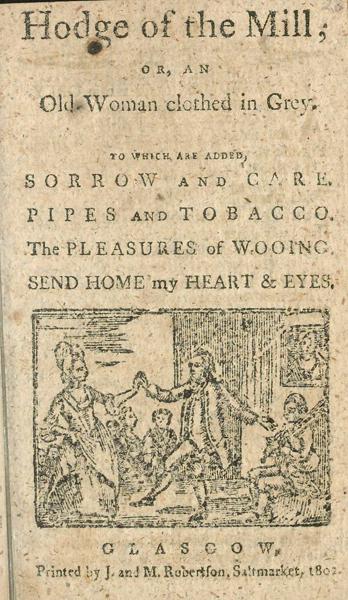 Hodge of the Mill;
OR, AN
Old Woman clothed in Grey.
TO WHICH ARE ADDED,
SORROW AND CARE.
PIPES AND TOBACCO.
The PLEASURES of WOOING.
SEND HOME my HEART & EYES.
GLASGOW,
Printed by J. and M. Robertſon, Saltmarket, 1802.